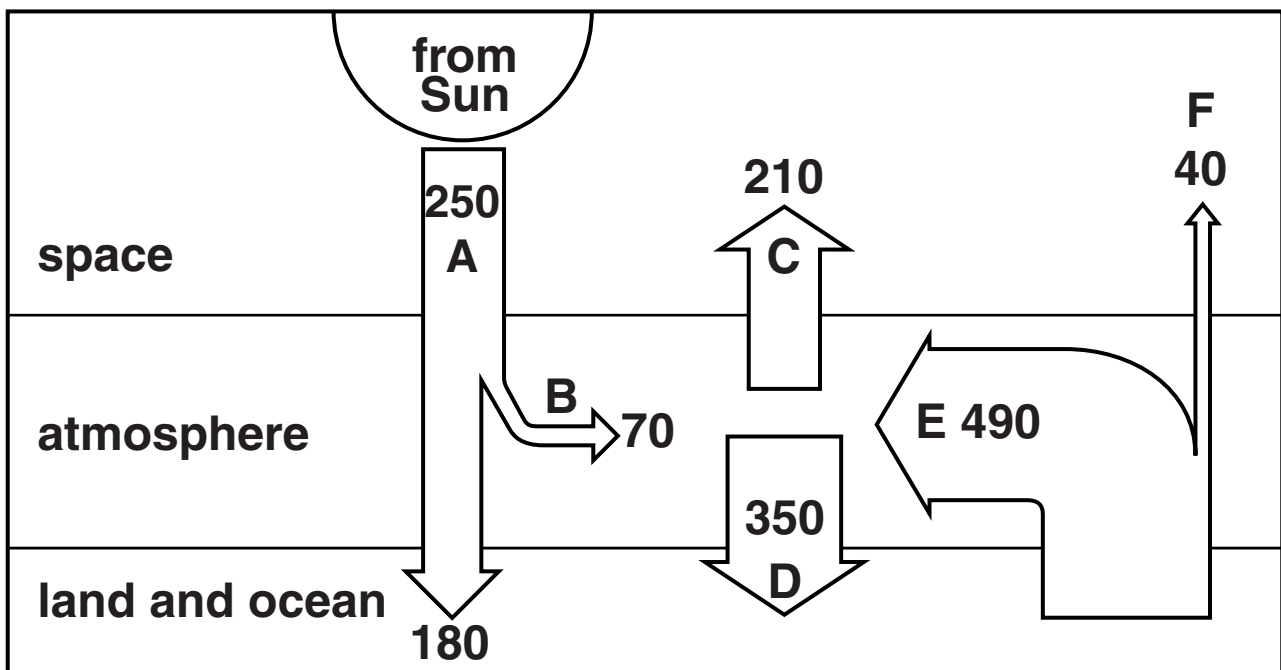 from
Sun
F
40
210
250
A
C
space
B
70
E 490
atmosphere
350
D
land and ocean
180